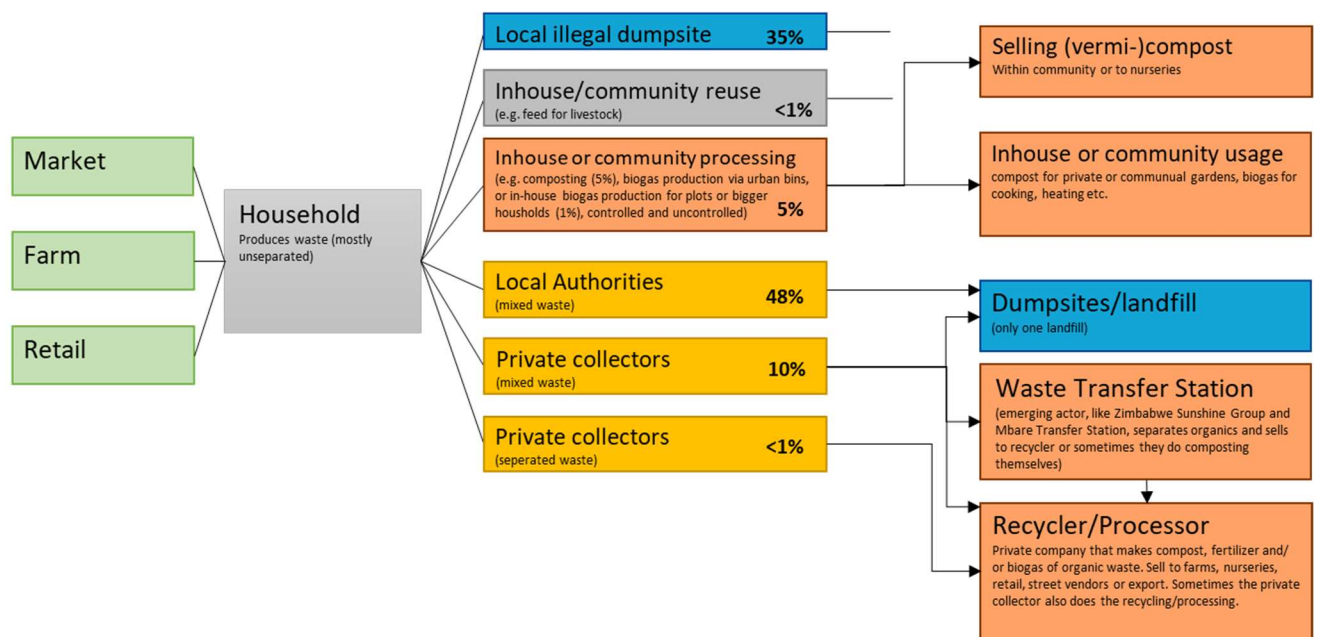 Market
Farm
Retail
Household
Produces waste (mostly
unseparated)
Local illegal dumpsite 35%
Inhouse/community reuse
(e.g. feed for livestock) <1%
Inhouse or community processing
(e.g. composting (5%), biogas production via urban bins,
or in-house biogas production for plots or bigger
housholds (1%), controlled and uncontrolled) 5%
Local Authorities
(mixed waste) 48%
Private collectors
(mixed waste) 10%
Private collectors
(seperated waste) <1%
Selling (vermi-)compost
Within community or to nurseries
Inhouse or community usage
compost for private or communual gardens, biogas for
cooking, heating etc.
Dumpsites/landfill
(only one landfill)
Waste Transfer Station
(emerging actor, like Zimbabwe Sunshine Group and
Mbare Transfer Station, separates organics and sells
to recycler or sometimes they do composting
themselves)
Recycler/Processor
Private company that makes compost, fertilizer and/
or biogas of organic waste. Sell to farms, nurseries,
retail, street vendors or export. Sometimes the private
collector also does the recycling/processing.